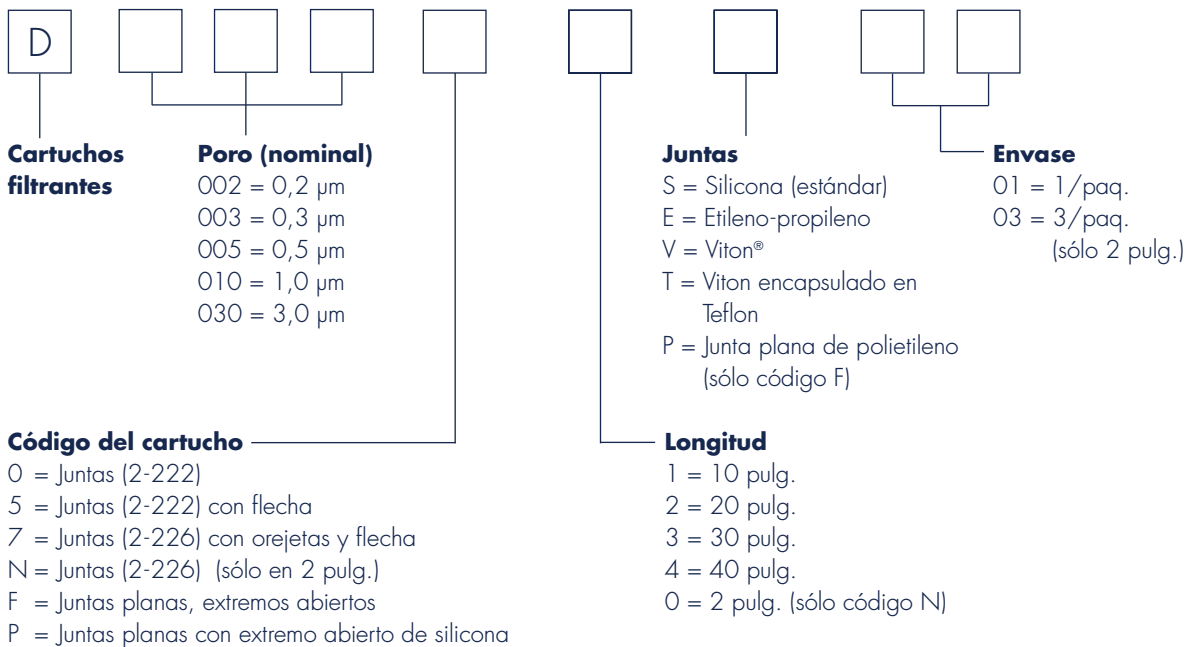 D
Cartuchos
filtrantes
Poro (nominal)
002 = 0,2 µm
003 = 0,3 µm
005 = 0,5 µm
010 = 1,0 µm
030 = 3,0 µm
Juntas
S = Silicona (estándar)
E = Etileno-propileno
V = Viton®
T = Viton encapsulado en
Teflon
P = Junta plana de polietileno
(sólo código F)
Envase
01 = 1/paq.
03 = 3/paq.
(sólo 2 pulg.)
Código del cartucho
0 = Juntas (2-222)
5 = Juntas (2-222) con flecha
7 = Juntas (2-226) con orejetas y flecha
N = Juntas (2-226) (sólo en 2 pulg.)
F = Juntas planas, extremos abiertos
P = Juntas planas con extremo abierto de silicona
Longitud
1 = 10 pulg.
2 = 20 pulg.
3 = 30 pulg.
4 = 40 pulg.
0 = 2 pulg. (sólo código N)